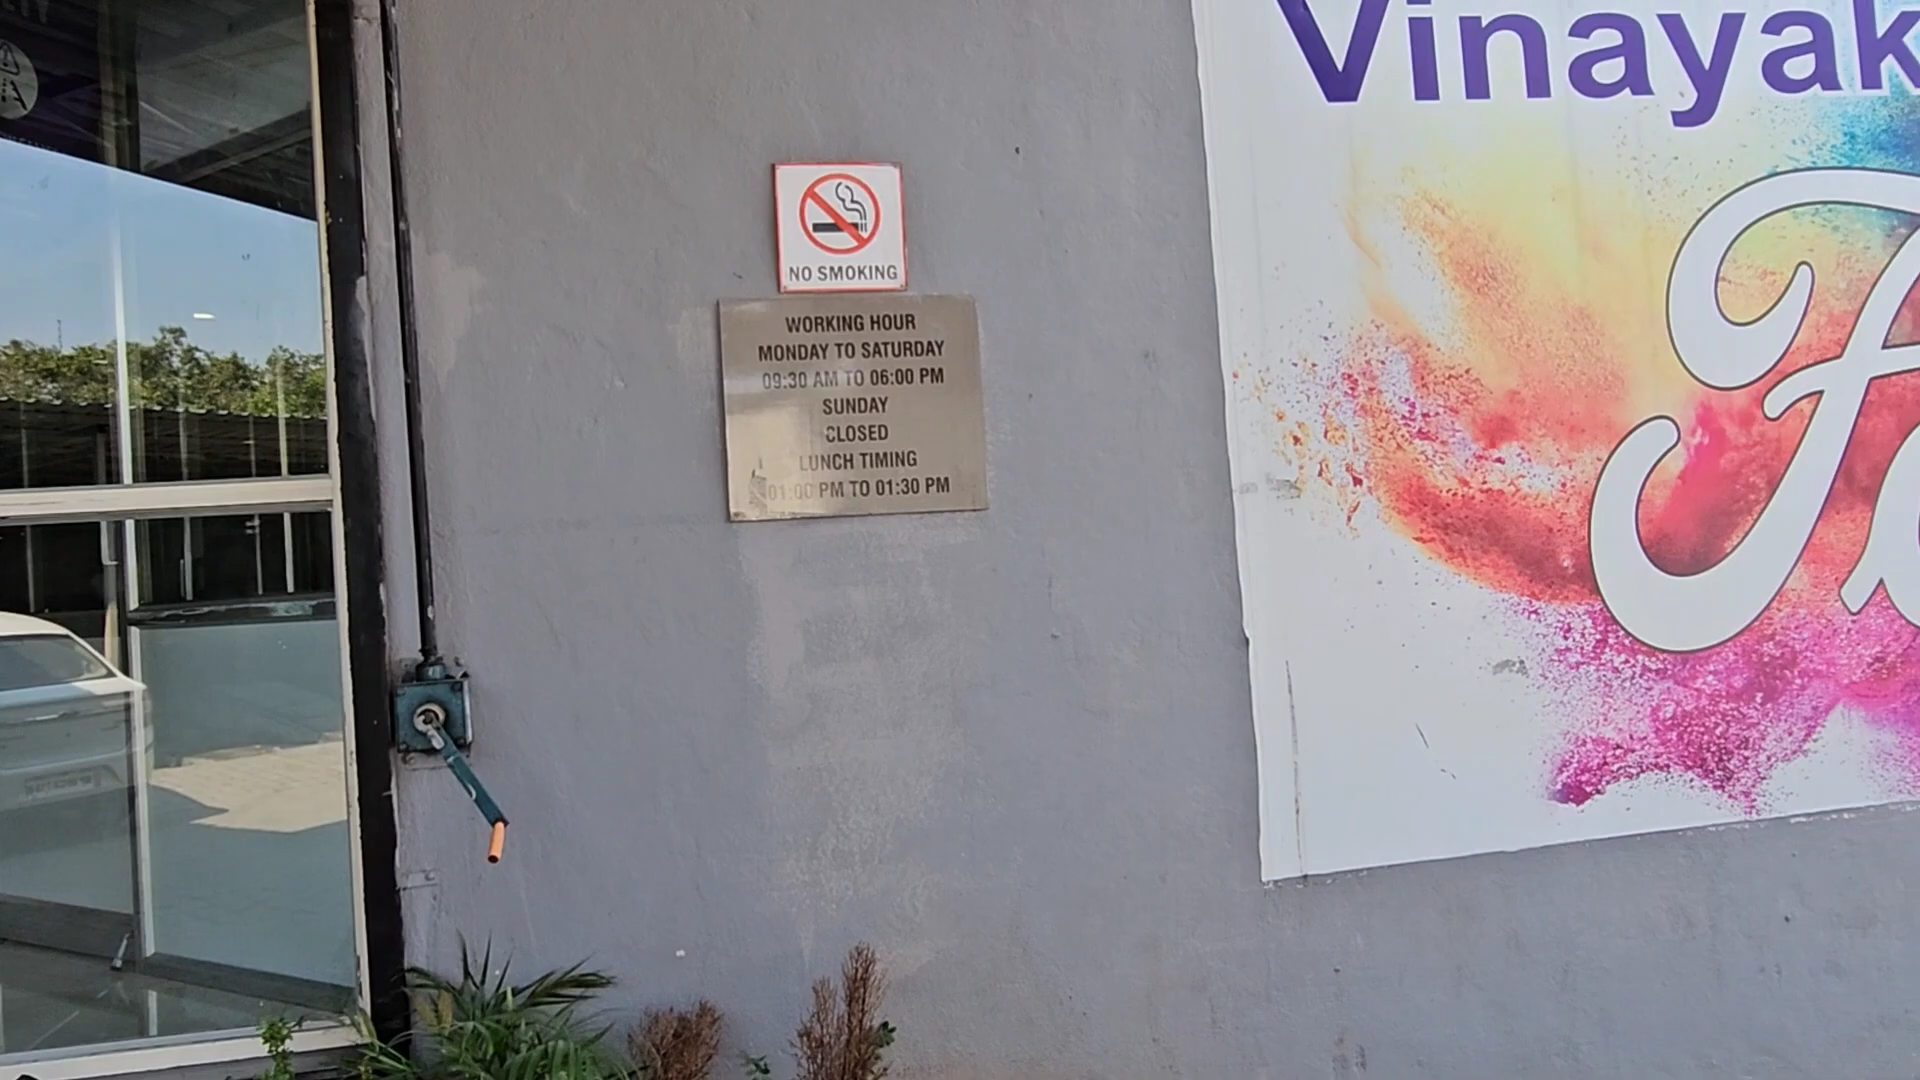 Vinayak
NO SMOKING
WORKING HOUR
MONDAY TO SATURDAY
09:30 AM TO 06:00 PM
SUNDAY
CLOSED
LUNCH TIMING
01:00 PM TO 01:30 PM